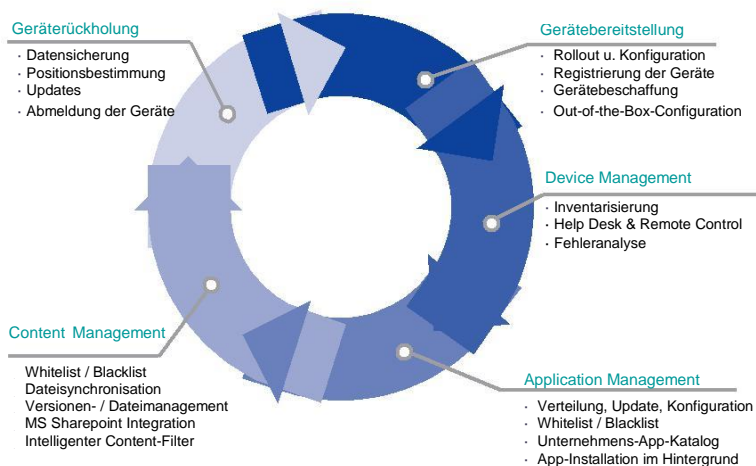 Geräterückholung
· Datensicherung
· Positionsbestimmung
· Updates
· Abmeldung der Geräte
Gerätebereitstellung
· Rollout u. Konfiguration
· Registrierung der Geräte
· Gerätebeschaffung
· Out-of-the-Box-Configuration
Device Management
· Inventarisierung
· Help Desk & Remote Control
· Fehleranalyse
Content Management
Whitelist / Blacklist
Dateisynchronisation
Versionen- / Dateimanagement
MS Sharepoint Integration
Intelligenter Content-Filter
Application Management
· Verteilung, Update, Konfiguration
· Whitelist / Blacklist
· Unternehmens-App-Katalog
· App-Installation im Hintergrund